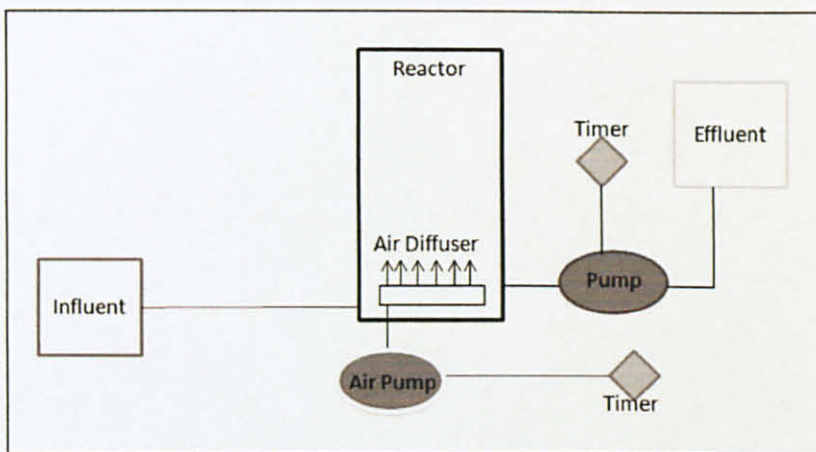 Reactor
Timer
Effluent
Air Diffuser
Pump
Influent
Air Pump
Timer